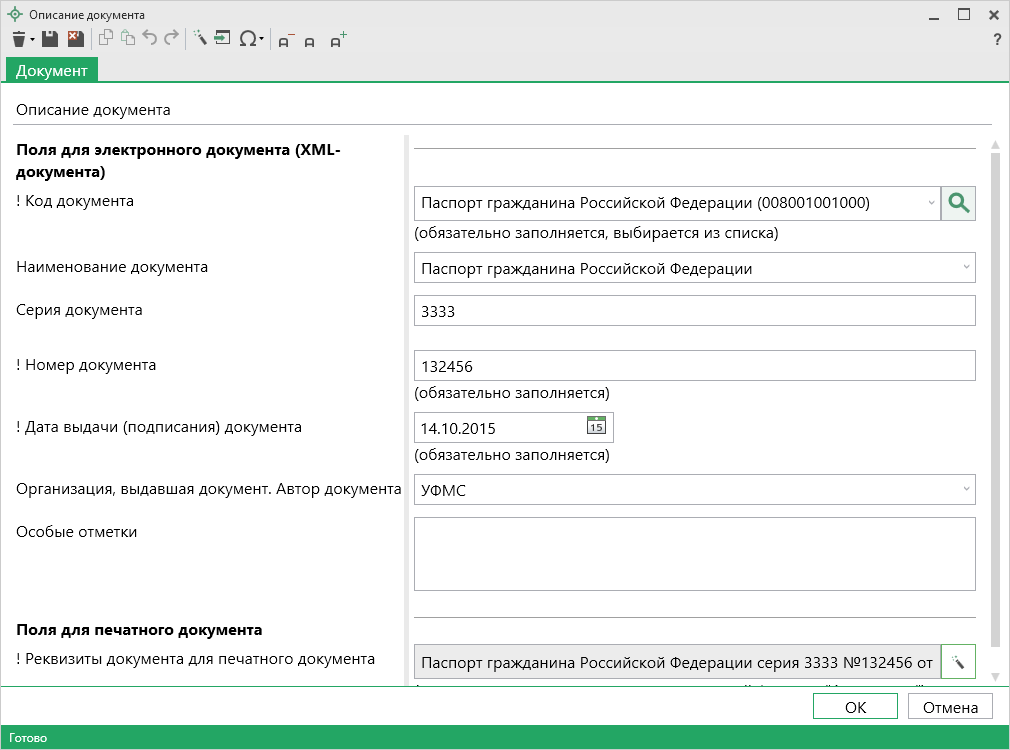 Описание документа
?
Документ
Описание документа
Поля для электронного документа (XML-
документа)
! Код документа
Паспорт гражданина Российской Федерации (008001001000)
(обязательно заполняется, выбирается из списка)
Наименование документа
Паспорт гражданина Российской Федерации
Серия документа
3333
! Номер документа
132456
(обязательно заполняется)
! Дата выдачи (подписания) документа
14.10.2015
15
(обязательно заполняется)
Организация, выдавшая документ. Автор документа
УФМС
Особые отметки
Поля для печатного документа
! Реквизиты документа для печатного документа
Паспорт гражданина Российской Федерации серия 3333 №132456 от
OK
Отмена
Готово